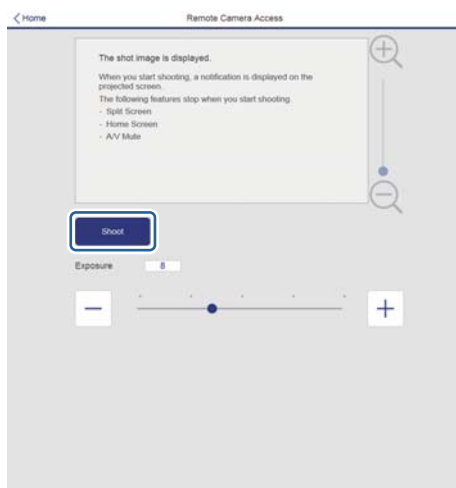 < Home
Remote Camera Access
The shot image is displayed.
When you start shooting, a notification is displayed on the
projected screen.
The following features stop when you start shooting.
- Split Screen
- Home Screen
- A/V Mute
Shoot
Exposure 8